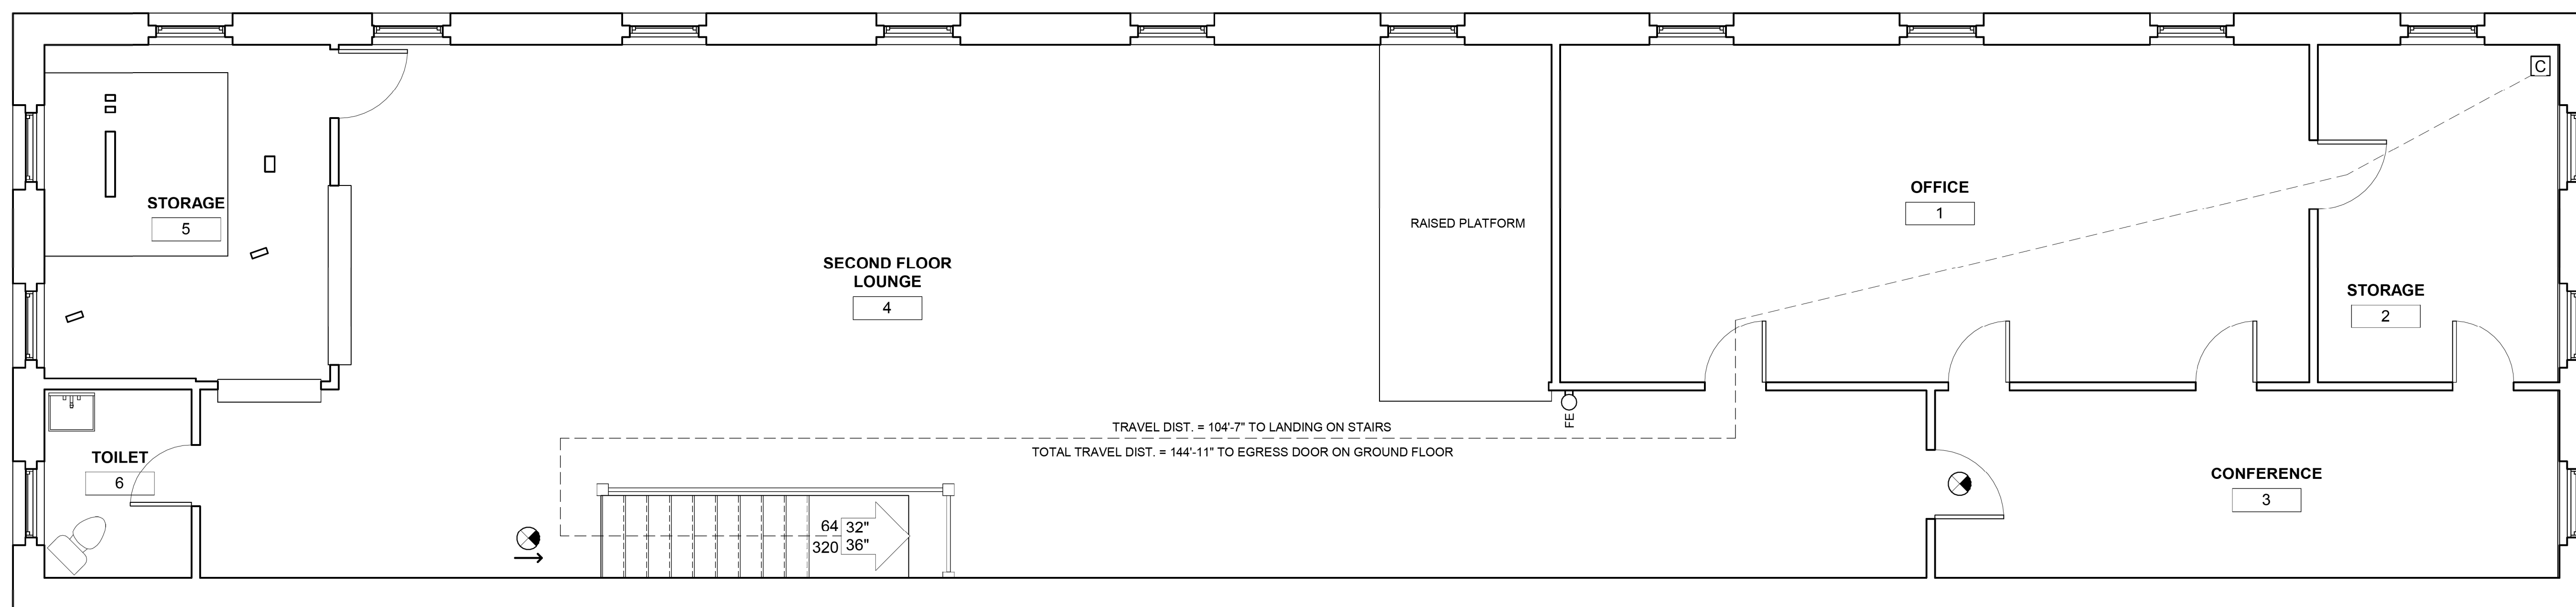 C
OFFICE
1
STORAGE
5
RAISED PLATFORM
SECOND FLOOR
LOUNGE
4
STORAGE
2
FE
TRAVEL DIST. = 104'-7" TO LANDING ON STAIRS
TOTAL TRAVEL DIST. = 144'-11" TO EGRESS DOOR ON GROUND FLOOR
TOILET
6
CONFERENCE
3
64 32"
320 36"